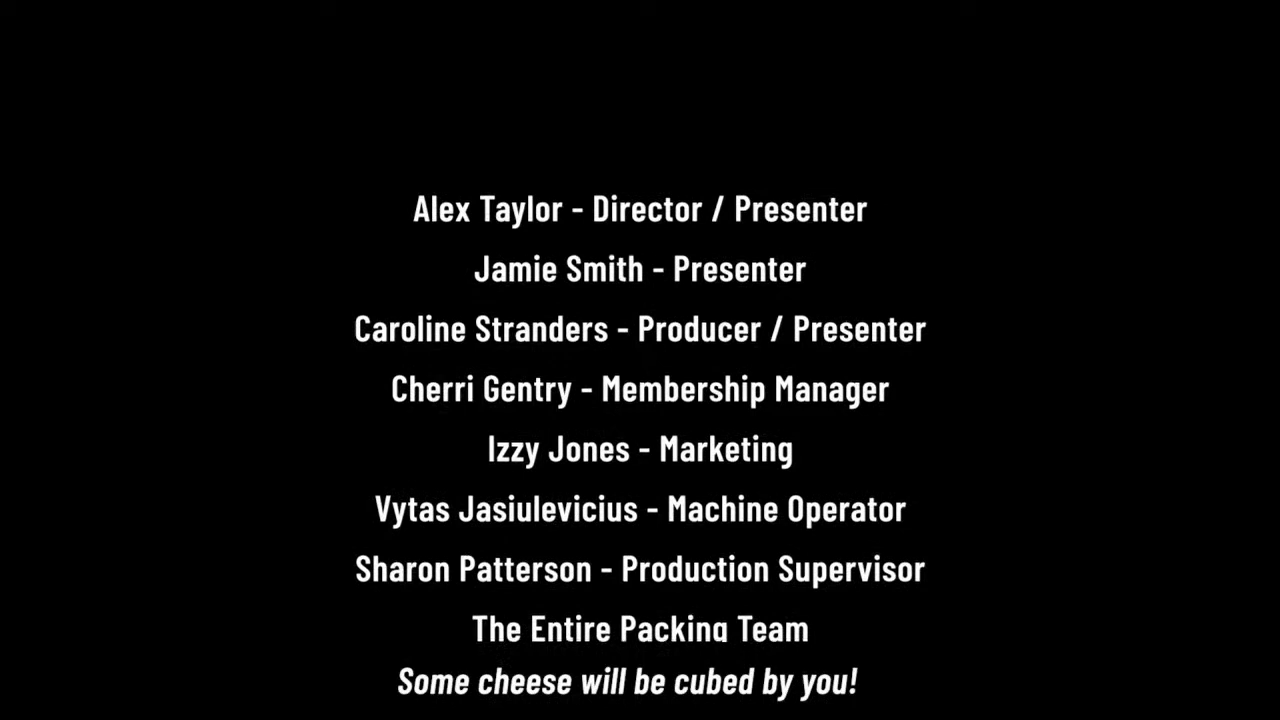 Alex Taylor - Director / Presenter
Jamie Smith - Presenter
Caroline Stranders - Producer / Presenter
Cherri Gentry - Membership Manager
Izzy Jones - Marketing
Vytas Jasiulevicius - Machine Operator
Sharon Patterson - Production Supervisor
The Entire Packing Team
Some cheese will be cubed by you!